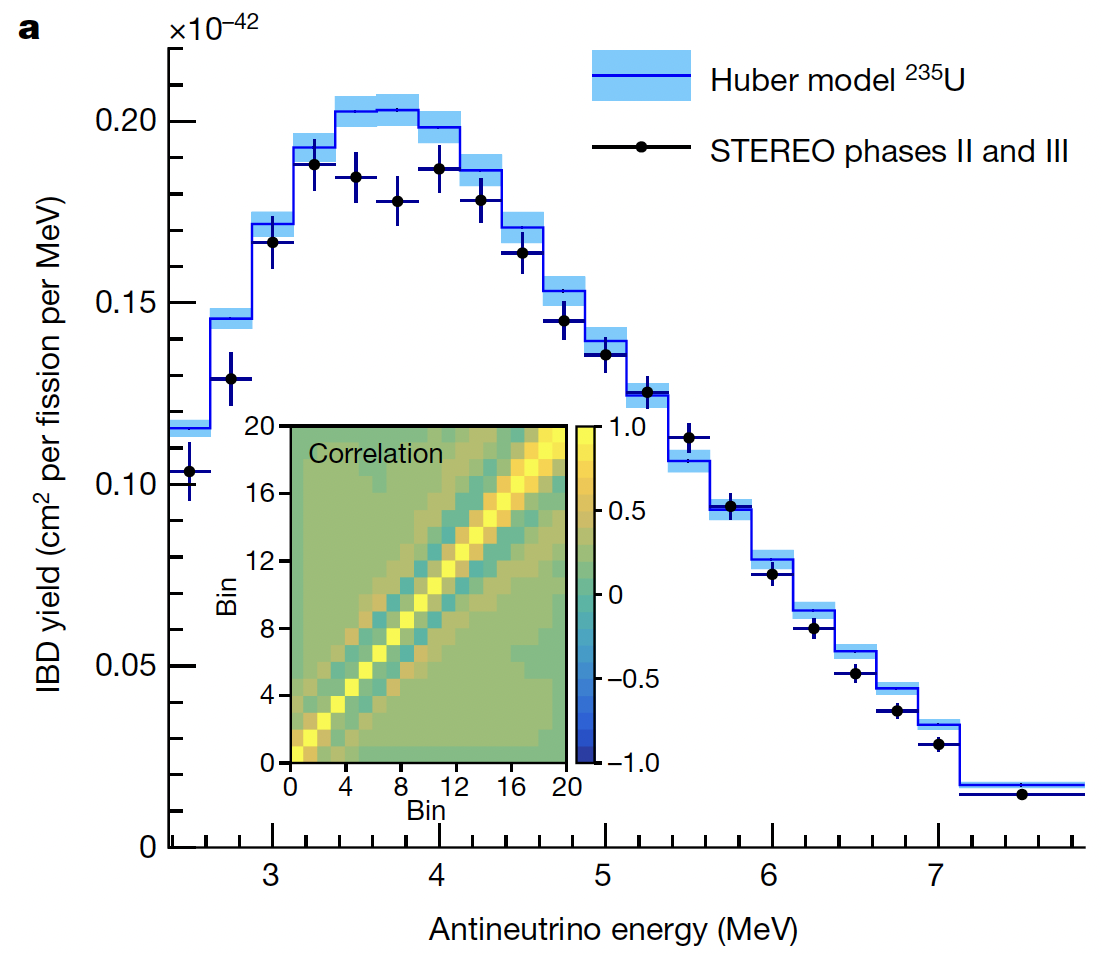 a
×10⁻⁴²
Huber model ²³⁵U
STEREO phases II and III
IBD yield (cm² per fission per MeV)
0.20
0.15
0.10
0.05
0
Correlation
Bin
20
16
12
8
4
0
0 4 8 12 16 20
Bin
1.0
0.5
0
–0.5
–1.0
3 4 5 6 7
Antineutrino energy (MeV)